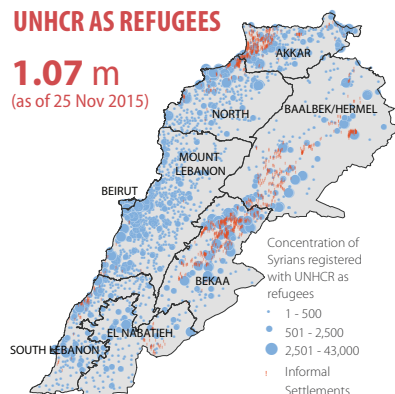 UNHCR AS REFUGEES
1.07 m
(as of 25 Nov 2015)
AKKAR
BAALBEK/HERMEL
NORTH
MOUNT
LEBANON
BEIRUT
Concentration of
Syrians registered
with UNHCR as
refugees
1 - 500
501 - 2,500
2,501 - 43,000
Informal
Settlements
BEKAA
EL NABATIEH
SOUTH LEBANON